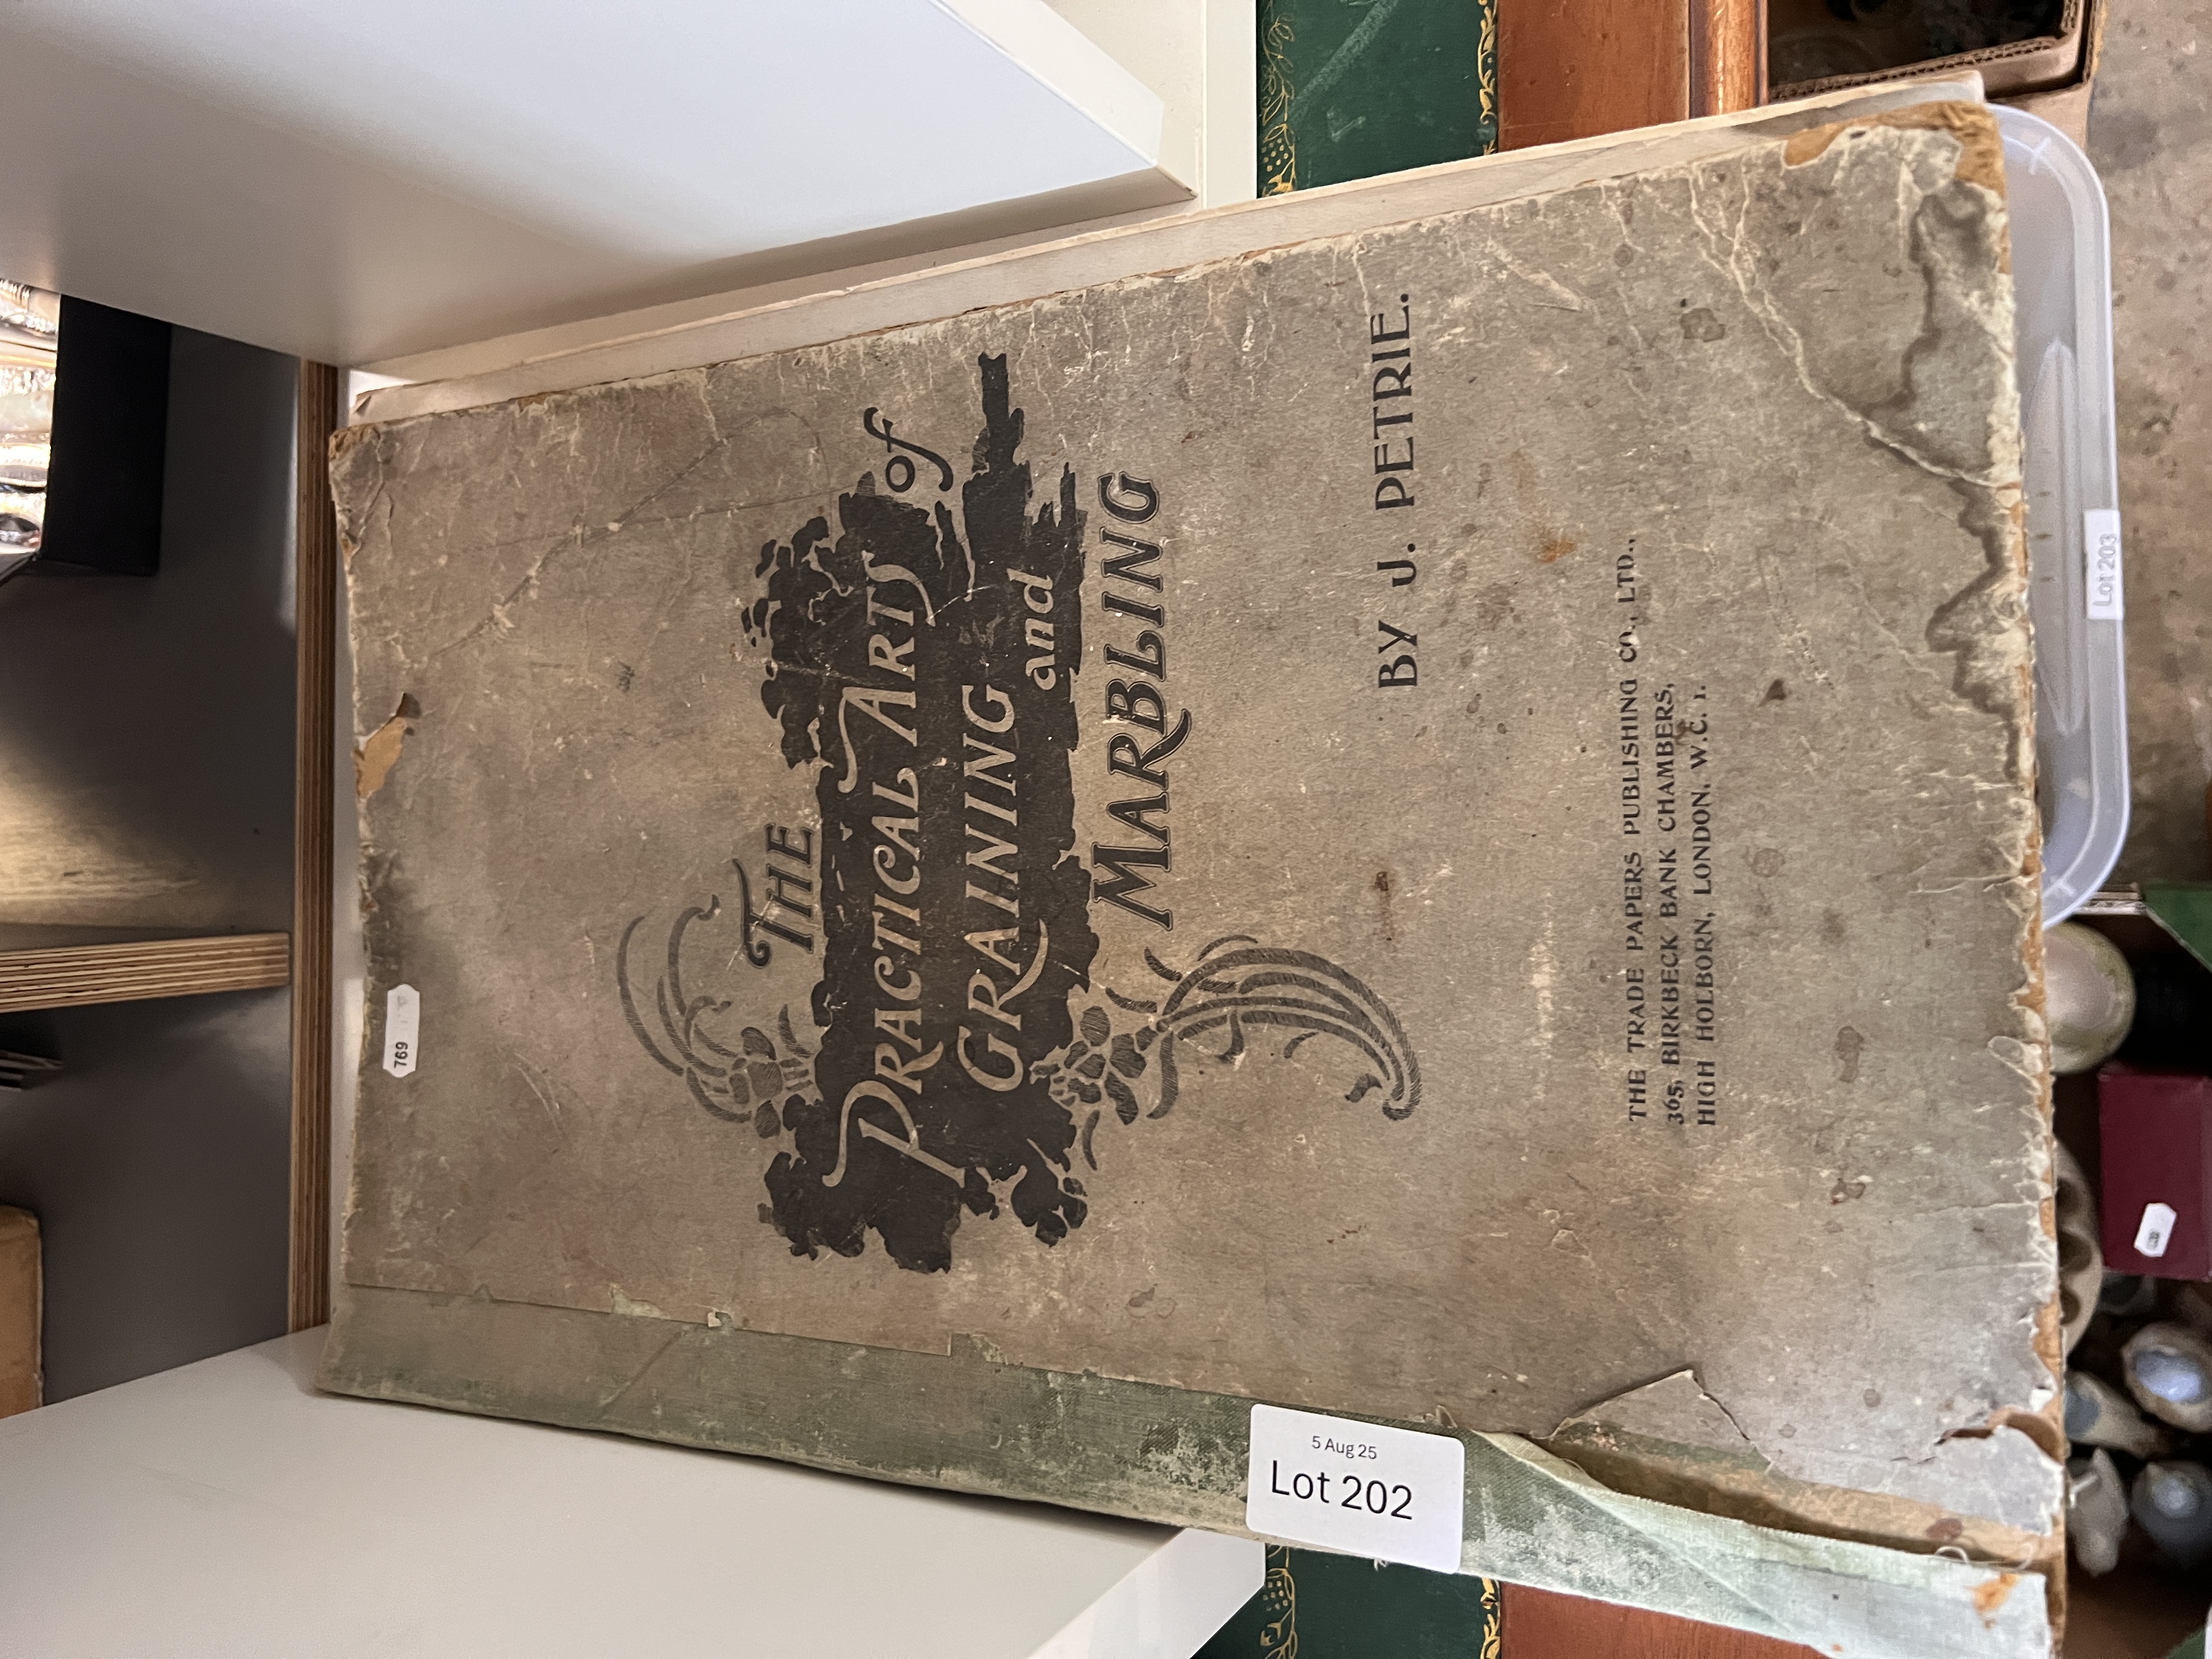 769
THE
PRACTICAL ARTS of
GRAINING and
MARBLING
BY J. PETRIE.
THE TRADE PAPERS PUBLISHING CO., LTD.,
365, BIRKBECK BANK CHAMBERS,
HIGH HOLBORN, LONDON, W.C. 1.
5 Aug 25
Lot 202
Lot 203